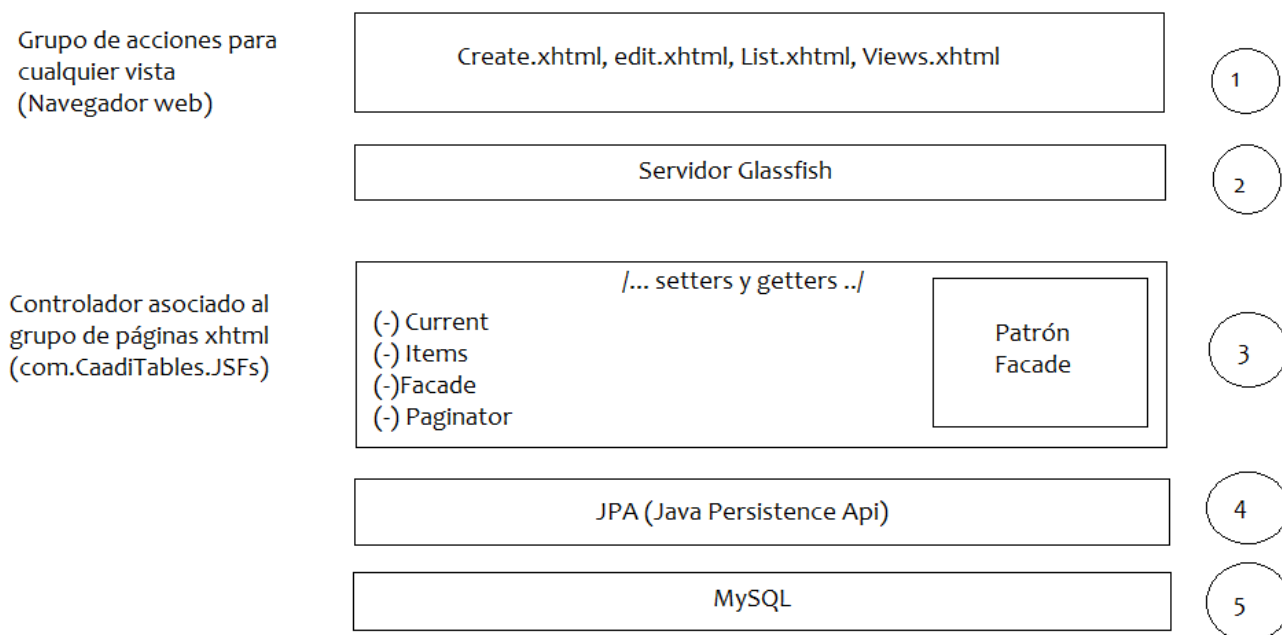 Grupo de acciones para
cualquier vista
(Navegador web)
Create.xhtml, edit.xhtml, List.xhtml, Views.xhtml
1
Servidor Glassfish
2
Controlador asociado al
grupo de páginas xhtml
(com.CaadiTables.JSFs)
/... setters y getters ../
(-) Current
(-) Items
(-)Facade
(-) Paginator
Patrón
Facade
3
JPA (Java Persistence Api)
4
MySQL
5